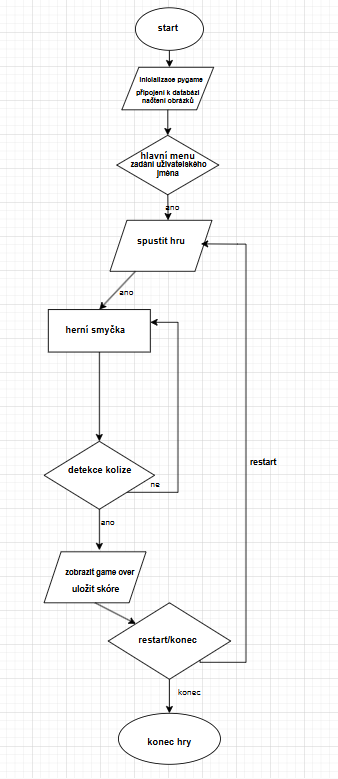 start
iniciallzace pygame
připojení k databázi
načtení obrázků
hlavní menu
zadání uživatelského
jména
ano
spustit hru
ano
herní smyčka
detekce kolize
ne
ano
zobrazit game over
uložit skóre
restart
restart/konec
konec
konec hry